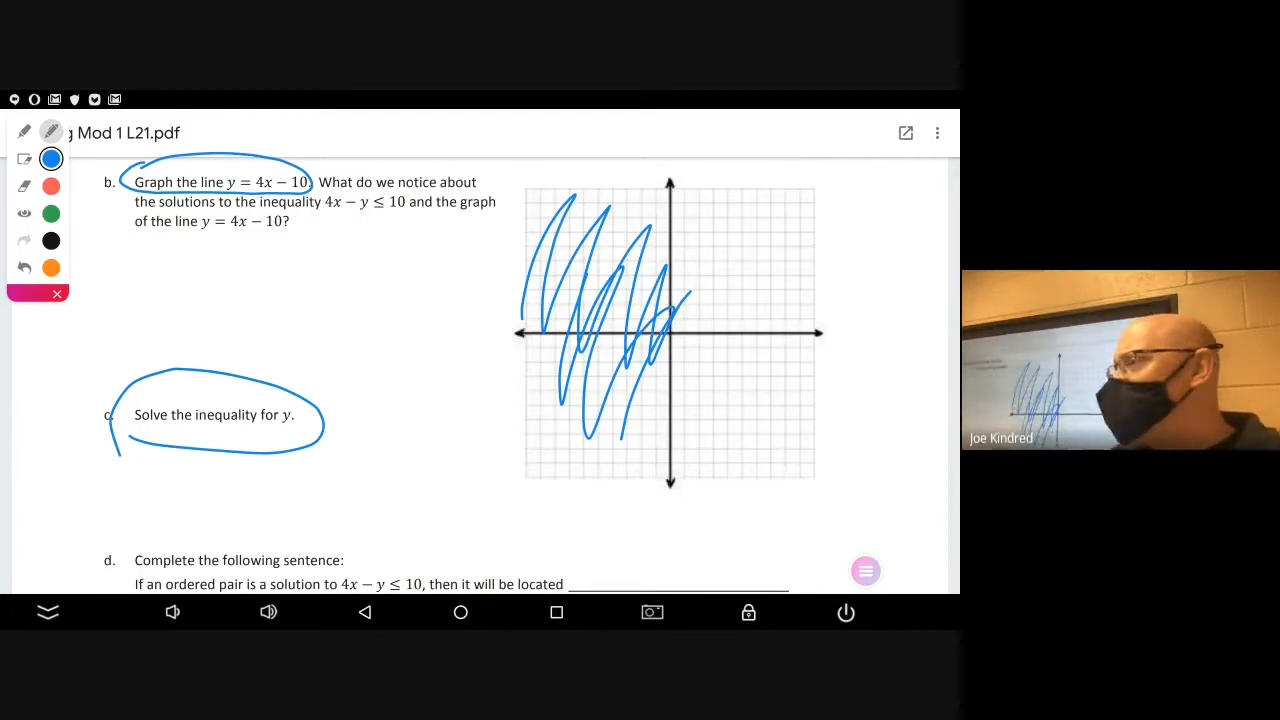 g Mod 1 L21.pdf
b. Graph the line y = 4x − 10. What do we notice about
the solutions to the inequality 4x − y ≤ 10 and the graph
of the line y = 4x − 10?
c. Solve the inequality for y.
d. Complete the following sentence:
If an ordered pair is a solution to 4x − y ≤ 10, then it will be located ____________________
Joe Kindred